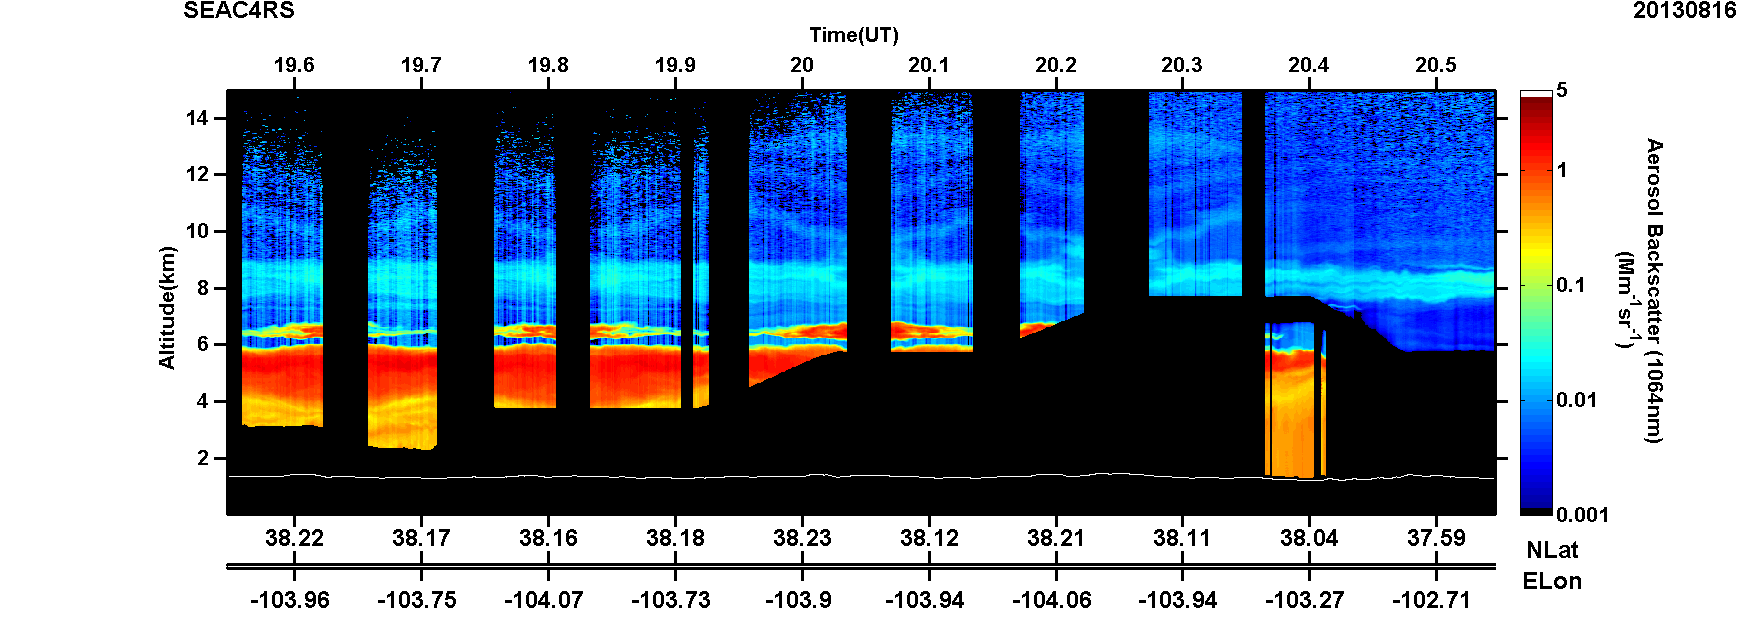 SEAC4RS 20130816
Time(UT)
19.6 19.7 19.8 19.9 20 20.1 20.2 20.3 20.4 20.5
14
12
10
8
6
4
2
Altitude(km)
38.22 38.17 38.16 38.18 38.23 38.12 38.21 38.11 38.04 37.59
NLat
ELon
-103.96 -103.75 -104.07 -103.73 -103.9 -103.94 -104.06 -103.94 -103.27 -102.71
5
1
0.1
0.01
0.001
Aerosol Backscatter (1064nm)
(Mm⁻¹ sr⁻¹)